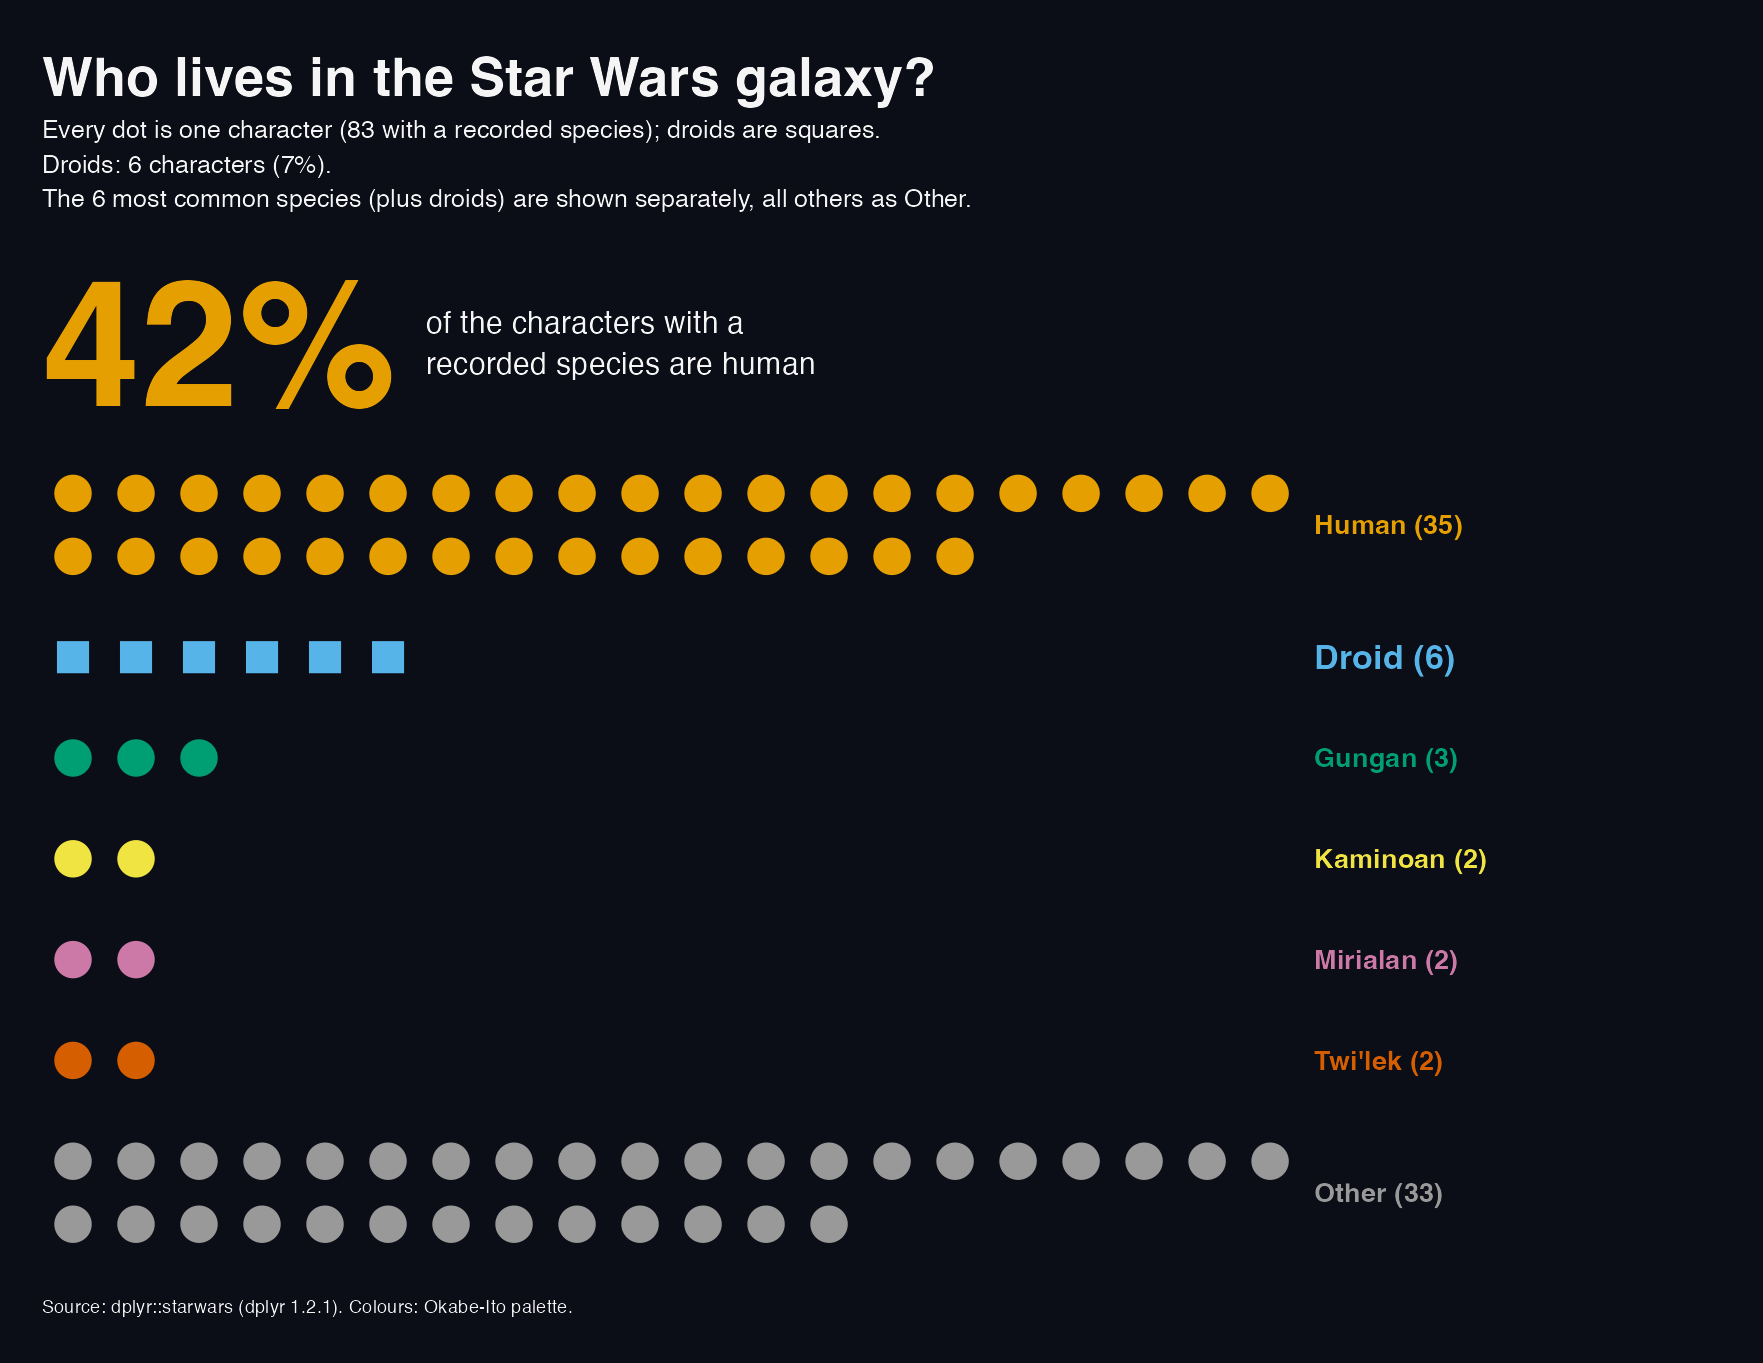 Who lives in the Star Wars galaxy?
Every dot is one character (83 with a recorded species); droids are squares.
Droids: 6 characters (7%).
The 6 most common species (plus droids) are shown separately, all others as Other.
42%
of the characters with a
recorded species are human
Human (35)
Droid (6)
Gungan (3)
Kaminoan (2)
Mirialan (2)
Twi'lek (2)
Other (33)
Source: dplyr::starwars (dplyr 1.2.1). Colours: Okabe-Ito palette.